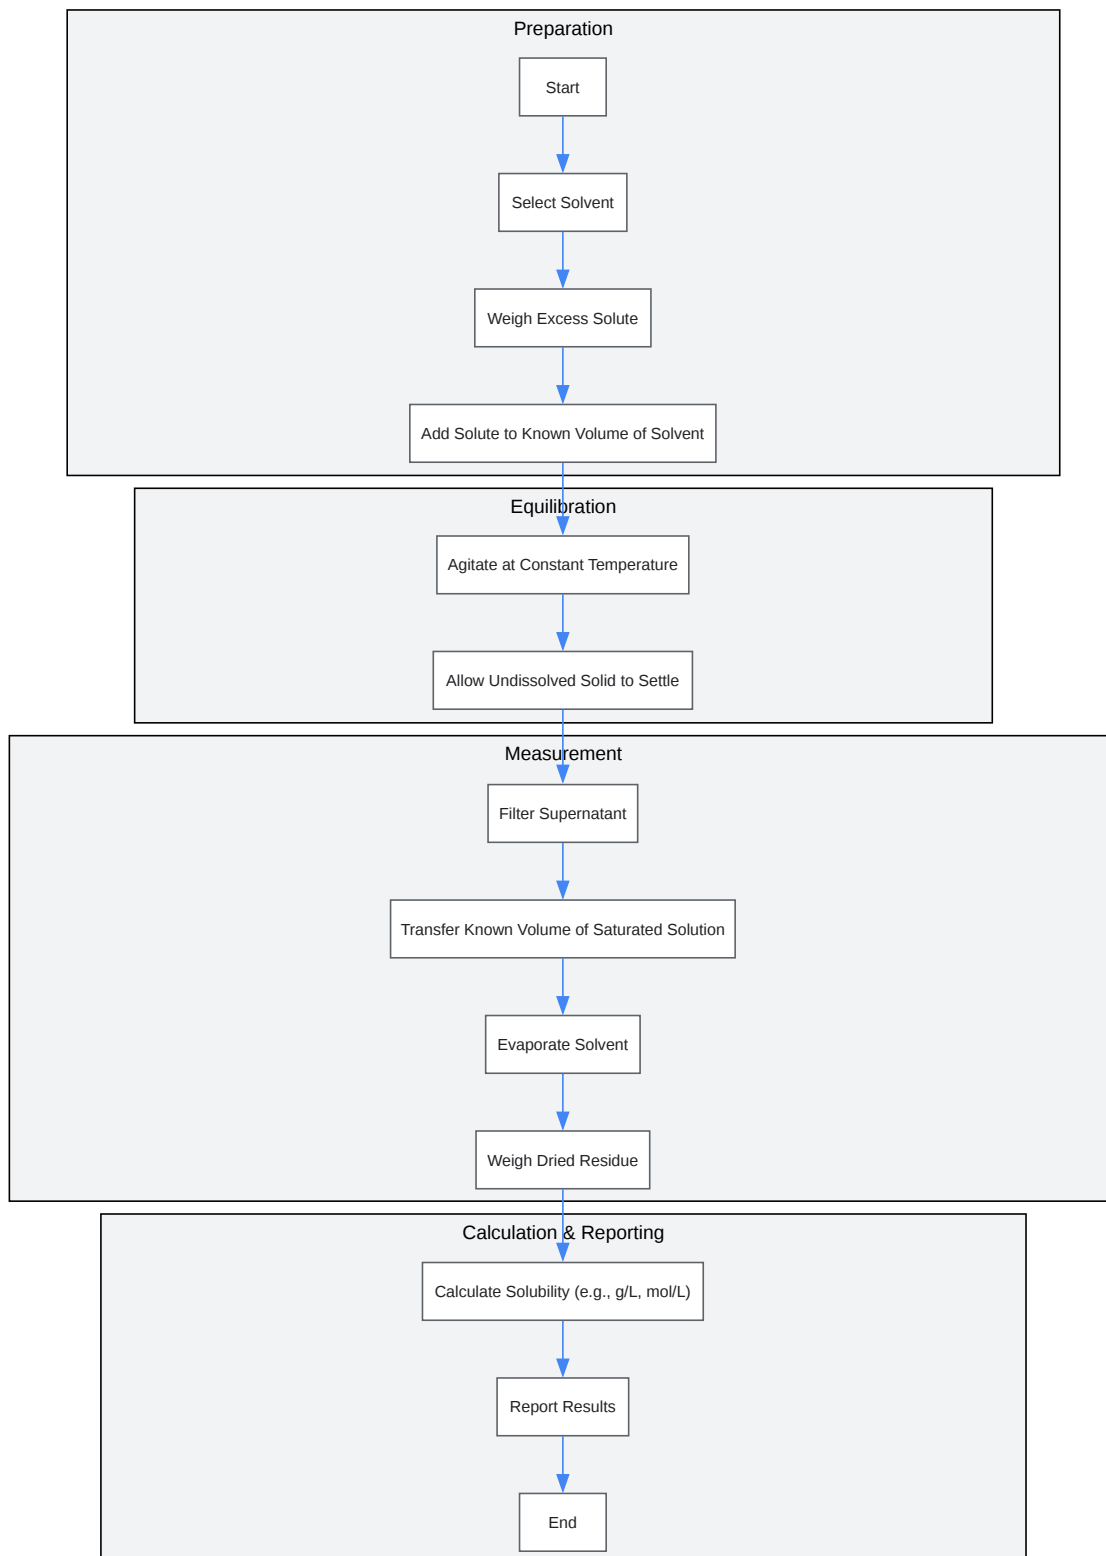 Preparation
Start
Select Solvent
Weigh Excess Solute
Add Solute to Known Volume of Solvent
Equilibration
Agitate at Constant Temperature
Allow Undissolved Solid to Settle
Measurement
Filter Supernatant
Transfer Known Volume of Saturated Solution
Evaporate Solvent
Weigh Dried Residue
Calculation & Reporting
Calculate Solubility (e.g., g/L, mol/L)
Report Results
End